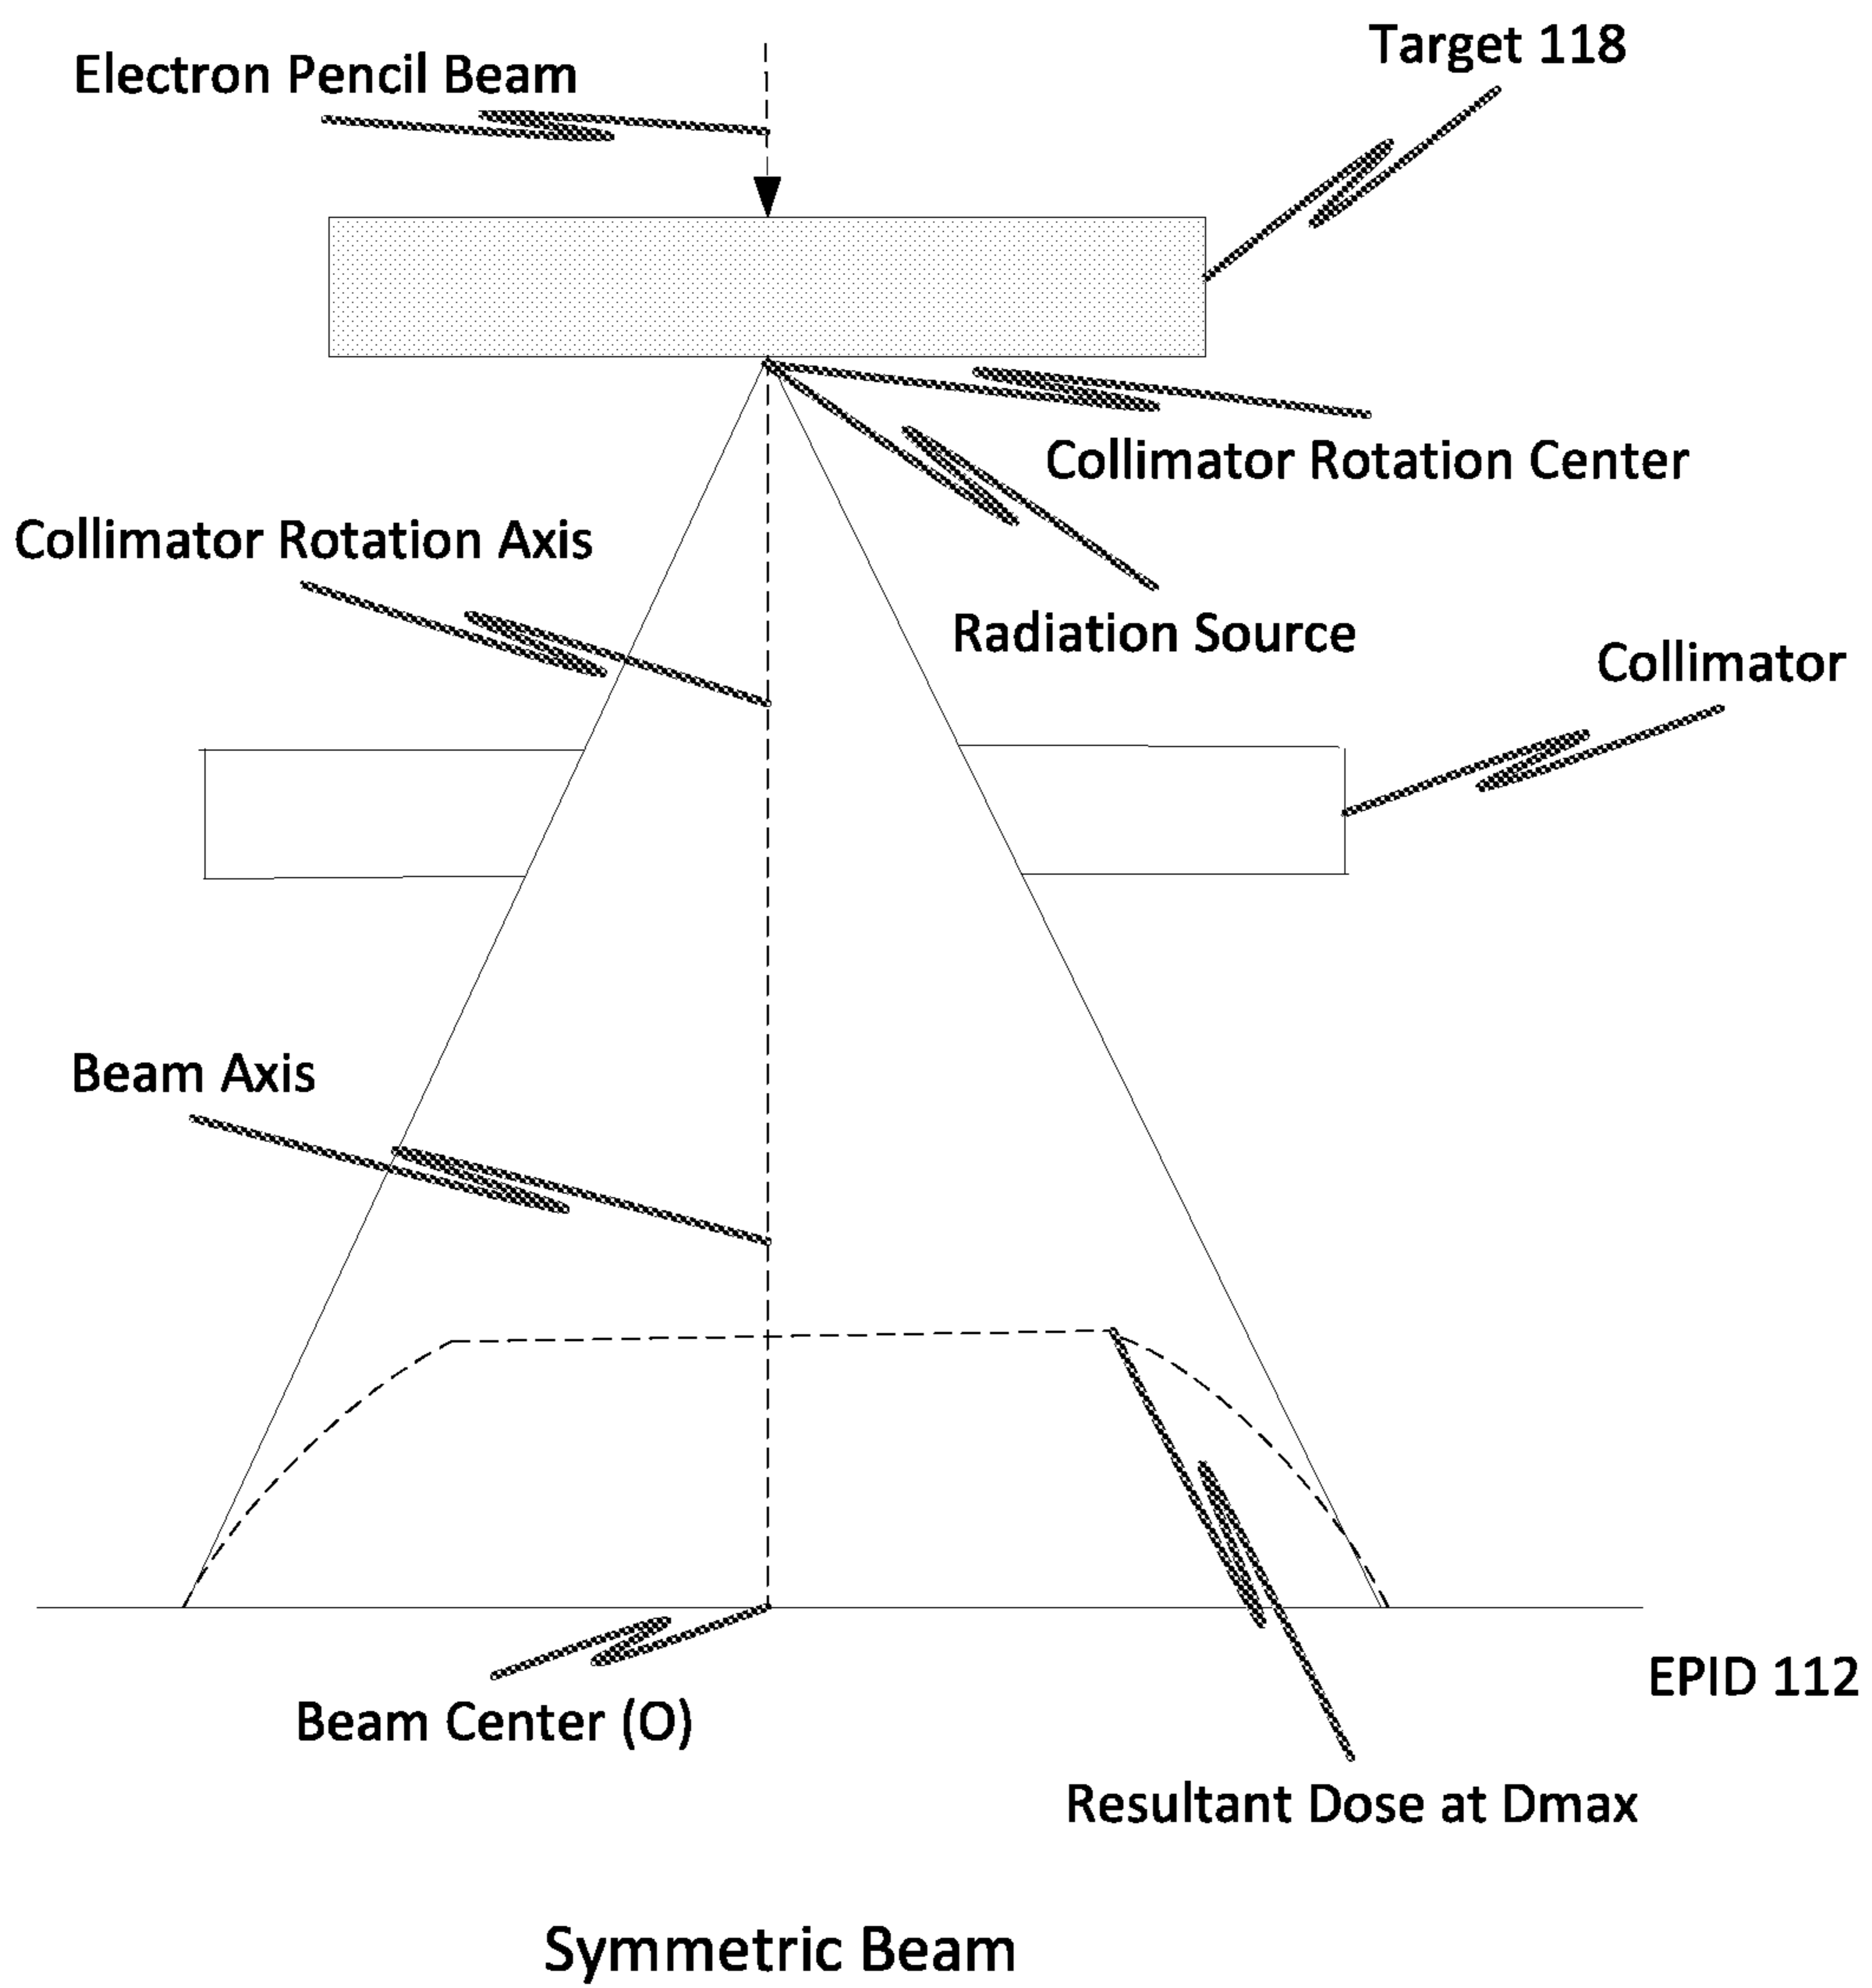 Target 118
Electron Pencil Beam
Collimator Rotation Center
Collimator Rotation Axis
Radiation Source
Collimator
Beam Axis
EPID 112
Beam Center (O)
Resultant Dose at Dmax
Symmetric Beam